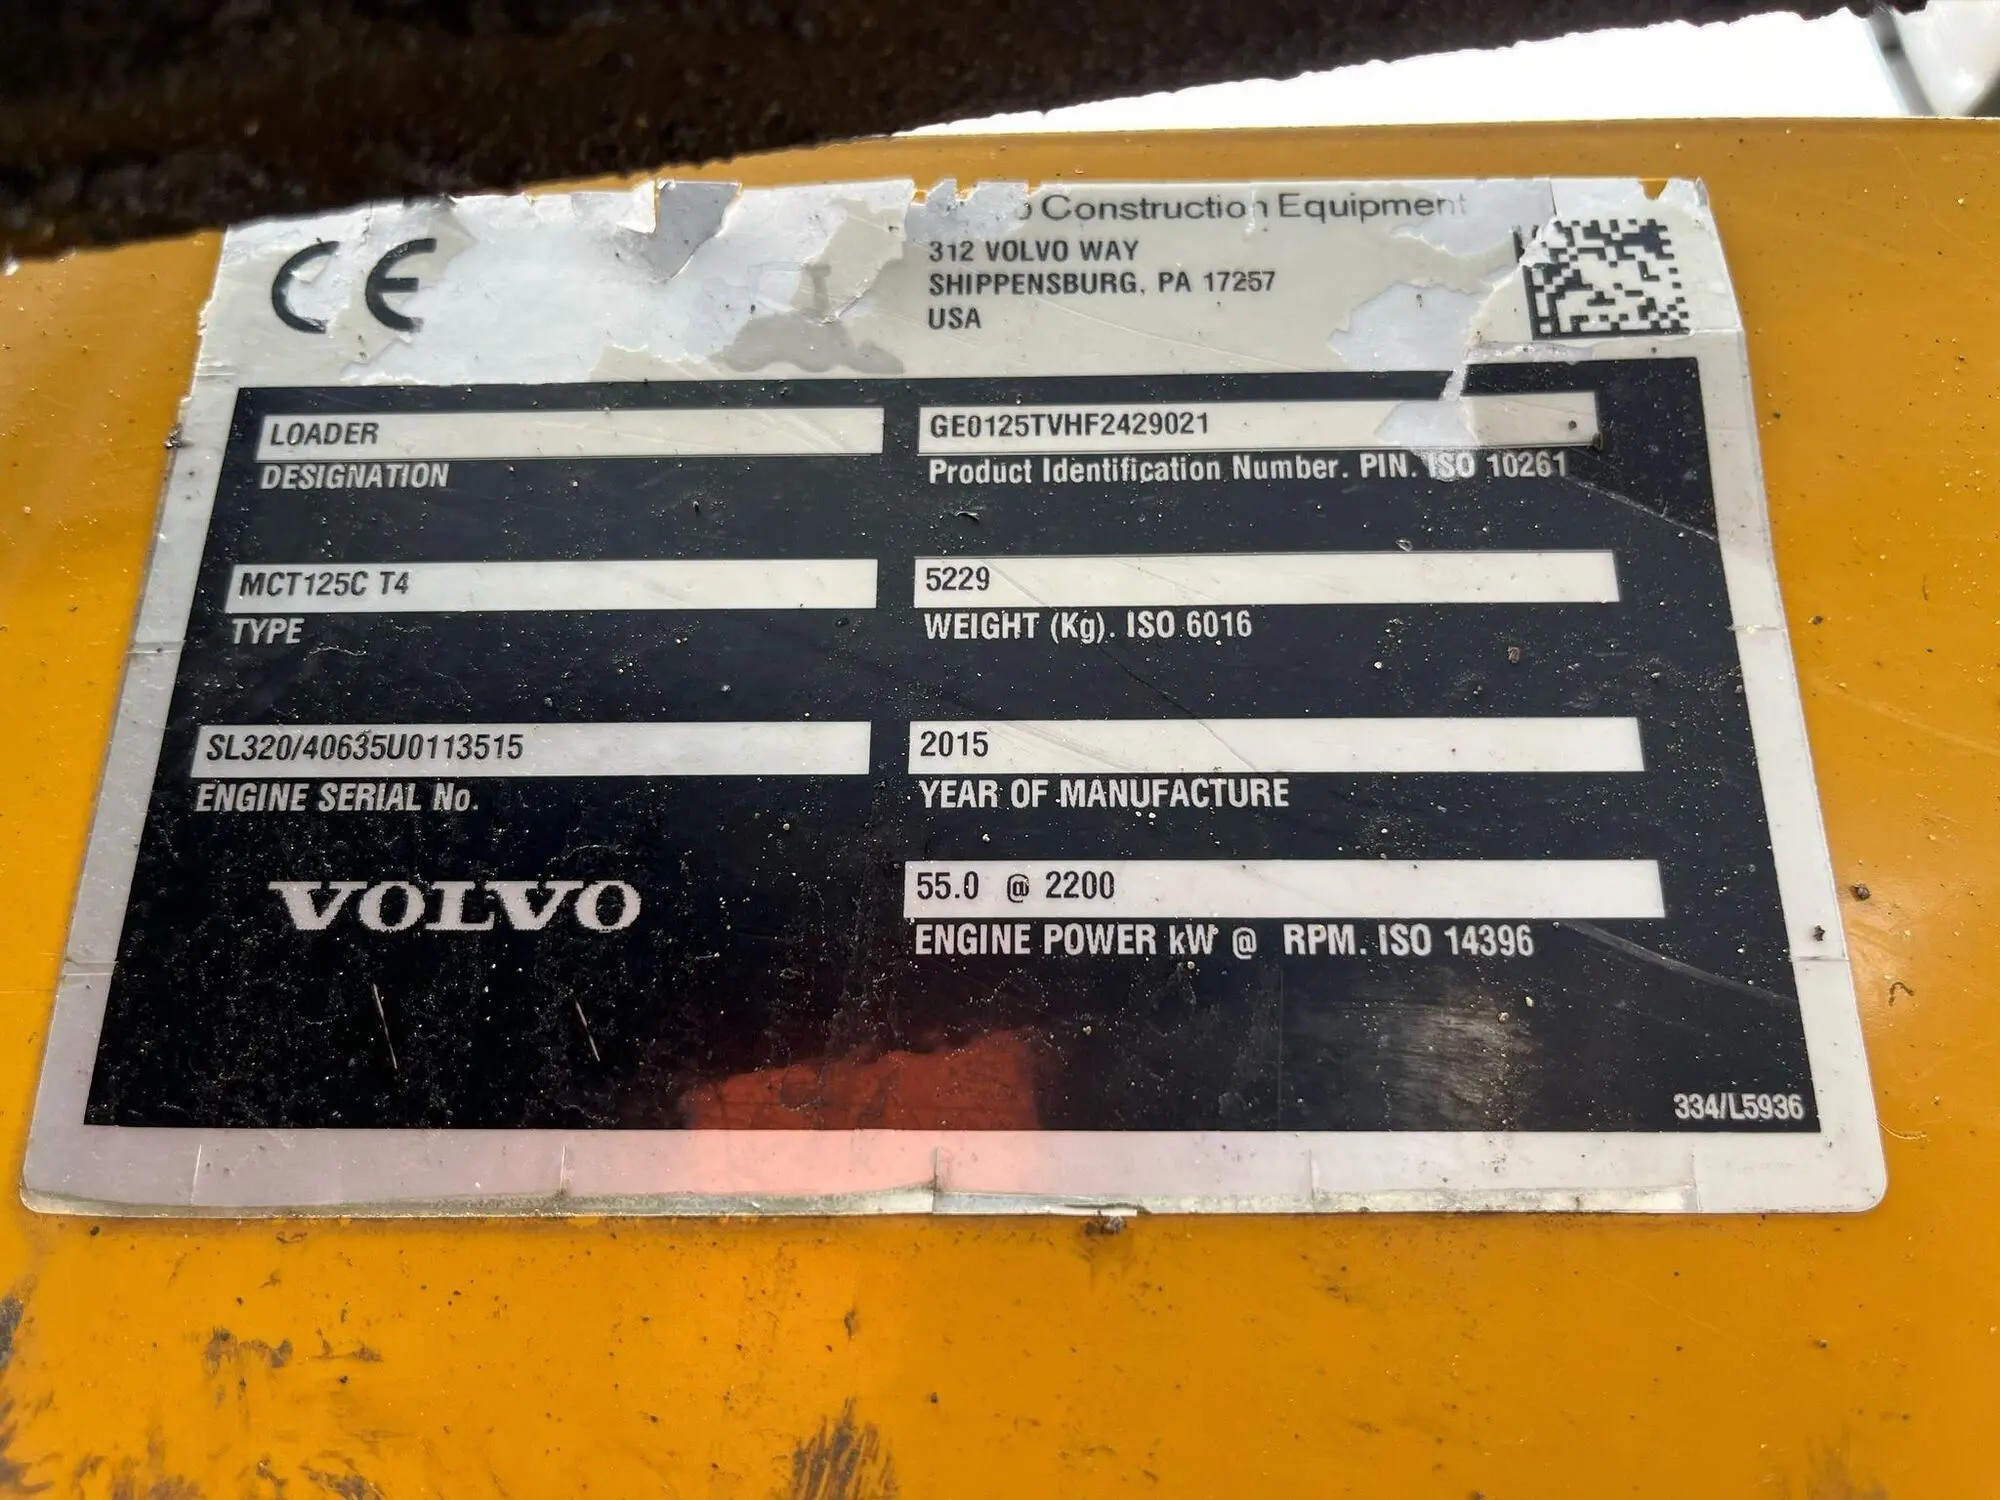 CE
Construction Equipment
312 VOLVO WAY
SHIPPENSBURG, PA 17257
USA
LOADER
DESIGNATION
GE0125TVHF2429021
Product Identification Number. PIN. ISO 10261
MCT125C T4
TYPE
5229
WEIGHT (Kg). ISO 6016
SL320/40635U0113515
ENGINE SERIAL No.
2015
YEAR OF MANUFACTURE
VOLVO
55.0 @ 2200
ENGINE POWER kW @ RPM. ISO 14396
334/L5936